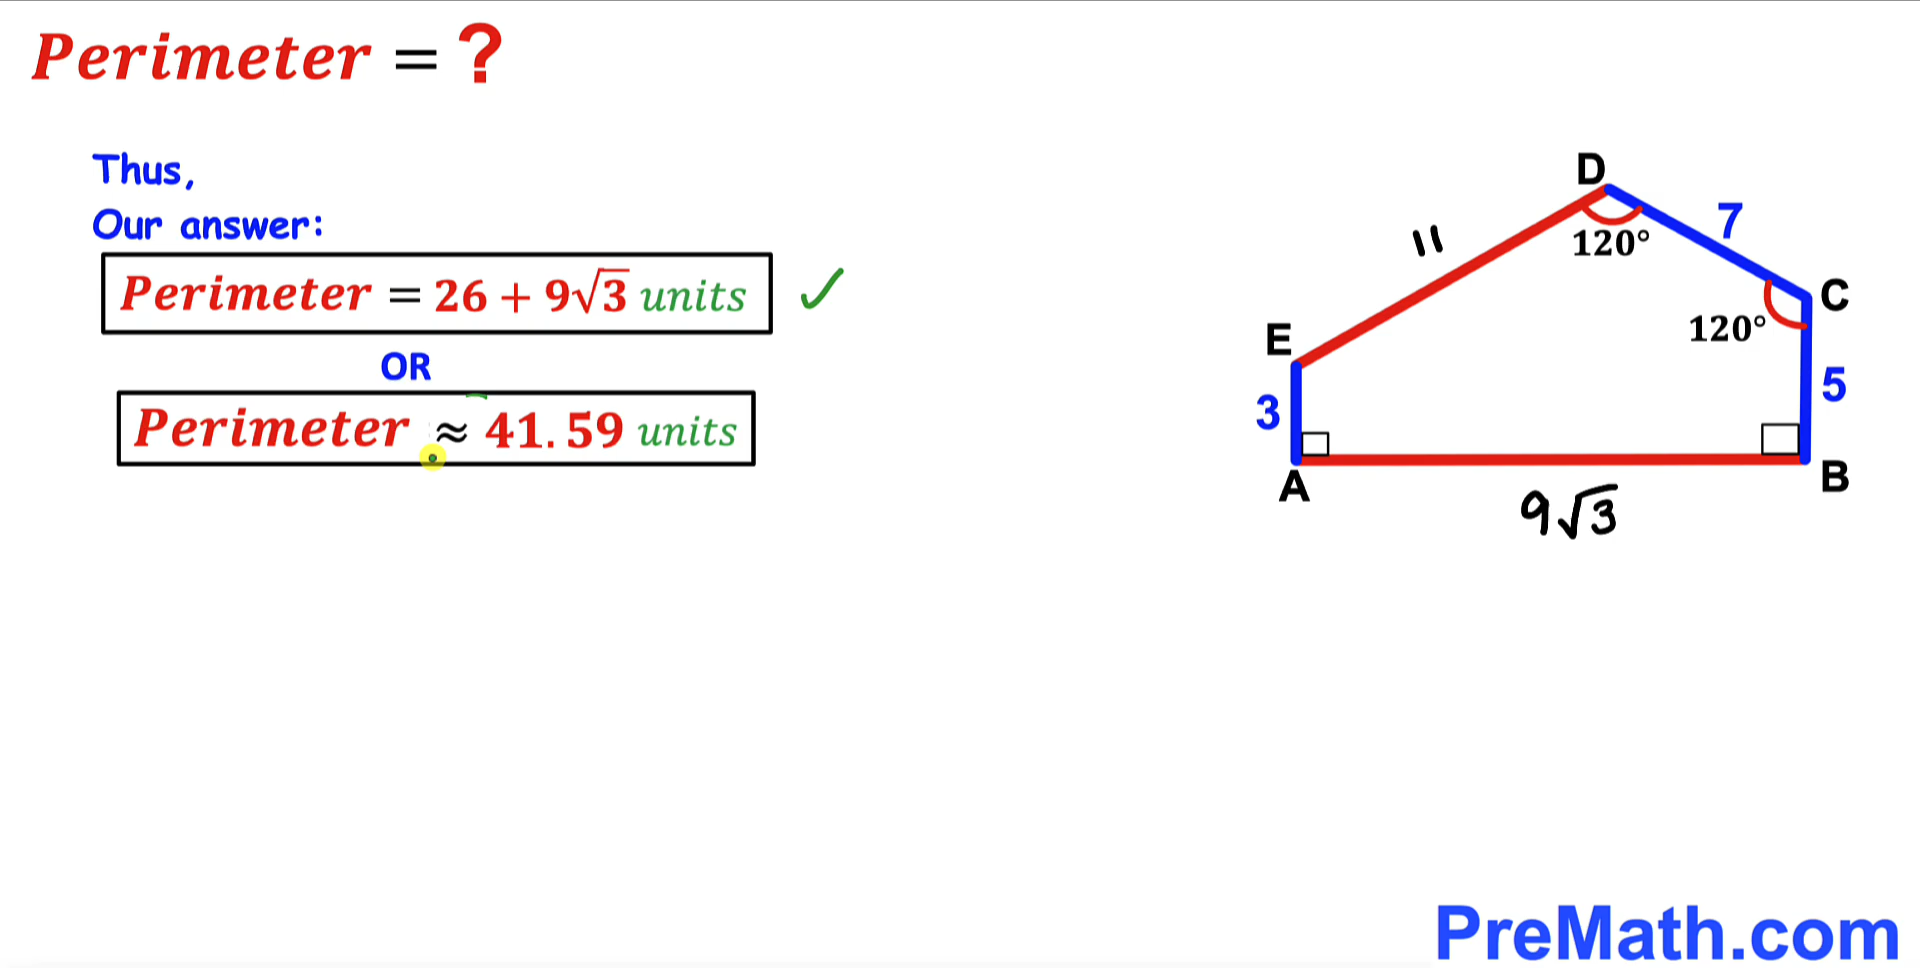 Perimeter = ?
Thus,
Our answer:
Perimeter = 26 + 9√3 units
OR
Perimeter ≈ 41.59 units
D
7
11
120°
C
E
120°
5
3
A
B
9√3
PreMath.com